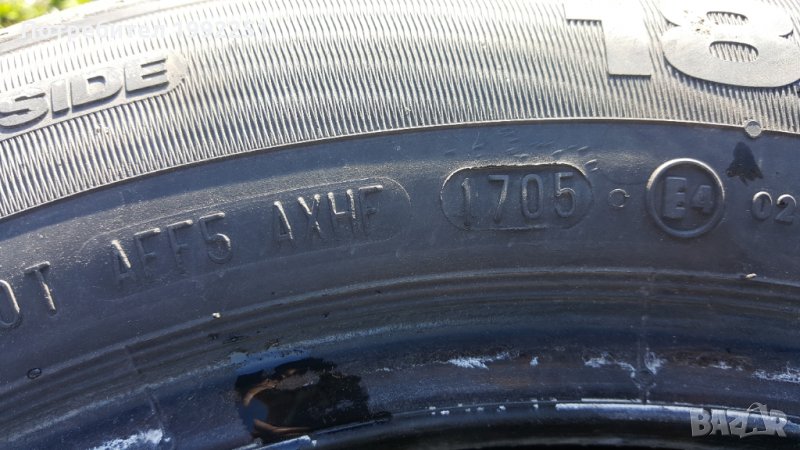 SIDE
18
DOT AFF5 AXHF 1705 E4 02
BAZAR